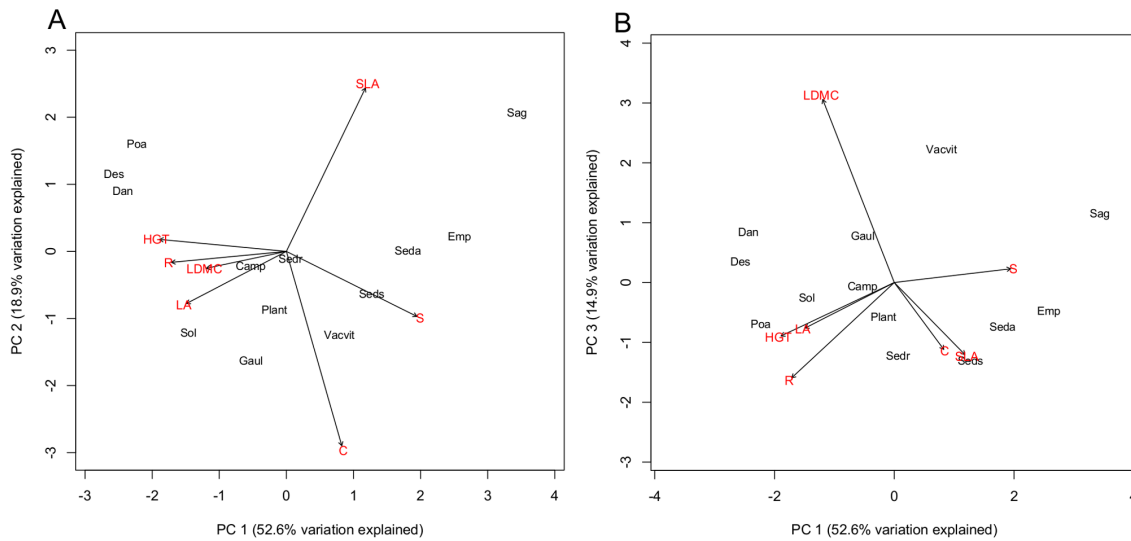 A
3
2
1
0
-1
-2
-3
PC 2 (18.9% variation explained)
SLA
Sag
Poa
Des
Dan
HGT
Emp
Seda
R
LDMC
Camp
Sedr
Seds
LA
Plant
S
Sol
Vacvit
Gaul
C
-3 -2 -1 0 1 2 3 4
PC 1 (52.6% variation explained)
B
4
3
2
1
0
-1
-2
-3
PC 3 (14.9% variation explained)
LDMC
Vacvit
Sag
Dan
Gaul
Des
S
Camp
Sol
Emp
Plant
Poa
LA
Seda
HGT
C
Sedr
SLA
Seds
R
-4 -2 0 2 4
PC 1 (52.6% variation explained)